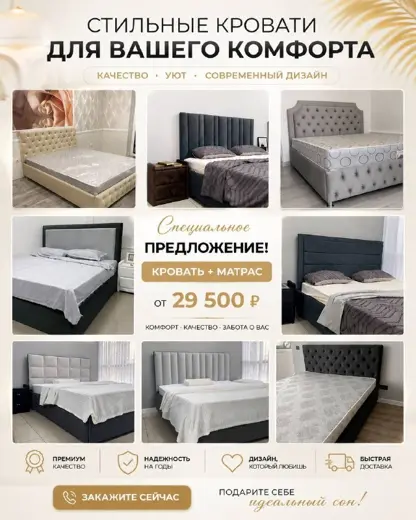 СТИЛЬНЫЕ КРОВАТИ
ДЛЯ ВАШЕГО КОМФОРТА
КАЧЕСТВО · УЮТ · СОВРЕМЕННЫЙ ДИЗАЙН
Специальное
ПРЕДЛОЖЕНИЕ!
КРОВАТЬ + МАТРАС
ОТ 29 500 ₽
КОМФОРТ · КАЧЕСТВО · ЗАБОТА О ВАС
ПРЕМИУМ
КАЧЕСТВО
НАДЕЖНОСТЬ
НА ГОДЫ
ДИЗАЙН,
КОТОРЫЙ ЛЮБИШЬ
БЫСТРАЯ
ДОСТАВКА
ЗАКАЖИТЕ СЕЙЧАС
ПОДАРИТЕ СЕБЕ
идеальный сон!